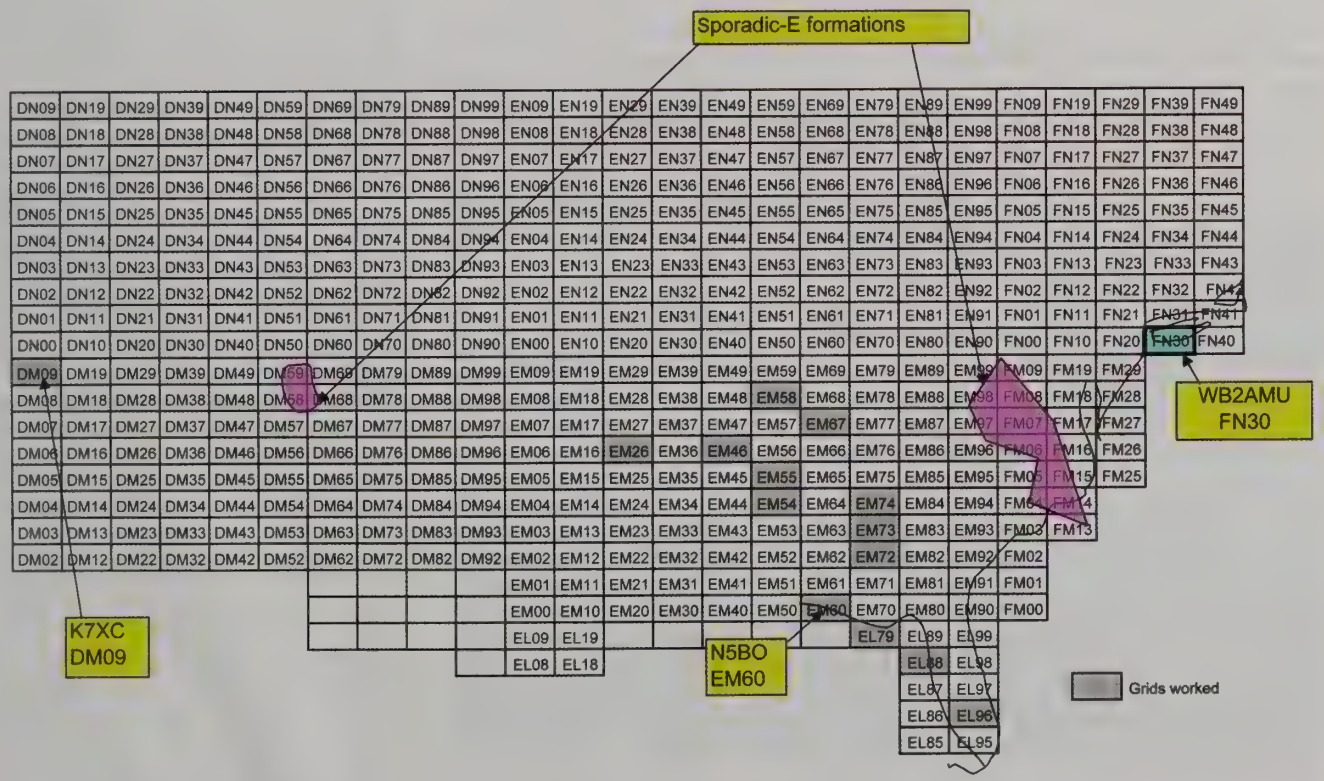 Sporadic-E formations
DN09 DN19 DN29 DN39 DN49 DN59 DN69 DN79 DN89 DN99 EN09 EN19 EN29 EN39 EN49 EN59 EN69 EN79 EN89 EN99 FN09 FN19 FN29 FN39 FN49
DN08 DN18 DN28 DN38 DN48 DN58 DN68 DN78 DN88 DN98 EN08 EN18 EN28 EN38 EN48 EN58 EN68 EN78 EN88 EN98 FN08 FN18 FN28 FN38 FN48
DN07 DN17 DN27 DN37 DN47 DN57 DN67 DN77 DN87 DN97 EN07 EN17 EN27 EN37 EN47 EN57 EN67 EN77 EN87 EN97 FN07 FN17 FN27 FN37 FN47
DN06 DN16 DN26 DN36 DN46 DN56 DN66 DN76 DN86 DN96 EN06 EN16 EN26 EN36 EN46 EN56 EN66 EN76 EN86 EN96 FN06 FN16 FN26 FN36 FN46
DN05 DN15 DN25 DN35 DN45 DN55 DN65 DN75 DN85 DN95 EN05 EN15 EN25 EN35 EN45 EN55 EN65 EN75 EN85 EN95 FN05 FN15 FN25 FN35 FN45
DN04 DN14 DN24 DN34 DN44 DN54 DN64 DN74 DN84 DN94 EN04 EN14 EN24 EN34 EN44 EN54 EN64 EN74 EN84 EN94 FN04 FN14 FN24 FN34 FN44
DN03 DN13 DN23 DN33 DN43 DN53 DN63 DN73 DN83 DN93 EN03 EN13 EN23 EN33 EN43 EN53 EN63 EN73 EN83 EN93 FN03 FN13 FN23 FN33 FN43
DN02 DN12 DN22 DN32 DN42 DN52 DN62 DN72 DN82 DN92 EN02 EN12 EN22 EN32 EN42 EN52 EN62 EN72 EN82 EN92 FN02 FN12 FN22 FN32 FN42
DN01 DN11 DN21 DN31 DN41 DN51 DN61 DN71 DN81 DN91 EN01 EN11 EN21 EN31 EN41 EN51 EN61 EN71 EN81 EN91 FN01 FN11 FN21 FN31 FN41
DN00 DN10 DN20 DN30 DN40 DN50 DN60 DN70 DN80 DN90 EN00 EN10 EN20 EN30 EN40 EN50 EN60 EN70 EN80 EN90 FN00 FN10 FN20 FN30 FN40
DM09 DM19 DM29 DM39 DM49 DM59 DM69 DM79 DM89 DM99 EM09 EM19 EM29 EM39 EM49 EM59 EM69 EM79 EM89 EM99 FM09 FM19 FM29
DM08 DM18 DM28 DM38 DM48 DM58 DM68 DM78 DM88 DM98 EM08 EM18 EM28 EM38 EM48 EM58 EM68 EM78 EM88 EM98 FM08 FM18 FM28
DM07 DM17 DM27 DM37 DM47 DM57 DM67 DM77 DM87 DM97 EM07 EM17 EM27 EM37 EM47 EM57 EM67 EM77 EM87 EM97 FM07 FM17 FM27
DM06 DM16 DM26 DM36 DM46 DM56 DM66 DM76 DM86 DM96 EM06 EM16 EM26 EM36 EM46 EM56 EM66 EM76 EM86 EM96 FM06 FM16 FM26
DM05 DM15 DM25 DM35 DM45 DM55 DM65 DM75 DM85 DM95 EM05 EM15 EM25 EM35 EM45 EM55 EM65 EM75 EM85 EM95 FM05 FM15 FM25
DM04 DM14 DM24 DM34 DM44 DM54 DM64 DM74 DM84 DM94 EM04 EM14 EM24 EM34 EM44 EM54 EM64 EM74 EM84 EM94 FM04 FM14
DM03 DM13 DM23 DM33 DM43 DM53 DM63 DM73 DM83 DM93 EM03 EM13 EM23 EM33 EM43 EM53 EM63 EM73 EM83 EM93 FM03 FM13
DM02 DM12 DM22 DM32 DM42 DM52 DM62 DM72 DM82 DM92 EM02 EM12 EM22 EM32 EM42 EM52 EM62 EM72 EM82 EM92 FM02
EM01 EM11 EM21 EM31 EM41 EM51 EM61 EM71 EM81 EM91 FM01
EM00 EM10 EM20 EM30 EM40 EM50 EM60 EM70 EM80 EM90 FM00
EL09 EL19 EL79 EL89 EL99
EL08 EL18 EL88 EL98
EL87 EL97
EL86 EL96
EL85 EL95
WB2AMU
FN30
K7XC
DM09
N5BO
EM60
Grids worked